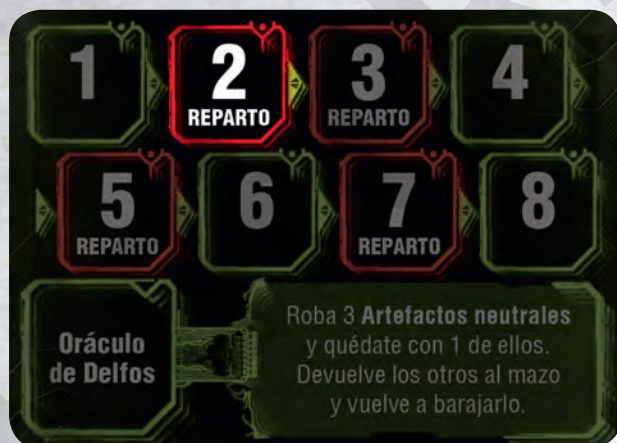 1
2
REPARTO
3
REPARTO
4
5
REPARTO
6
7
REPARTO
8
Oráculo
de Delfos
Roba 3 Artefactos neutrales
y quédate con 1 de ellos.
Devuelve los otros al mazo
y vuelve a barajarlo.